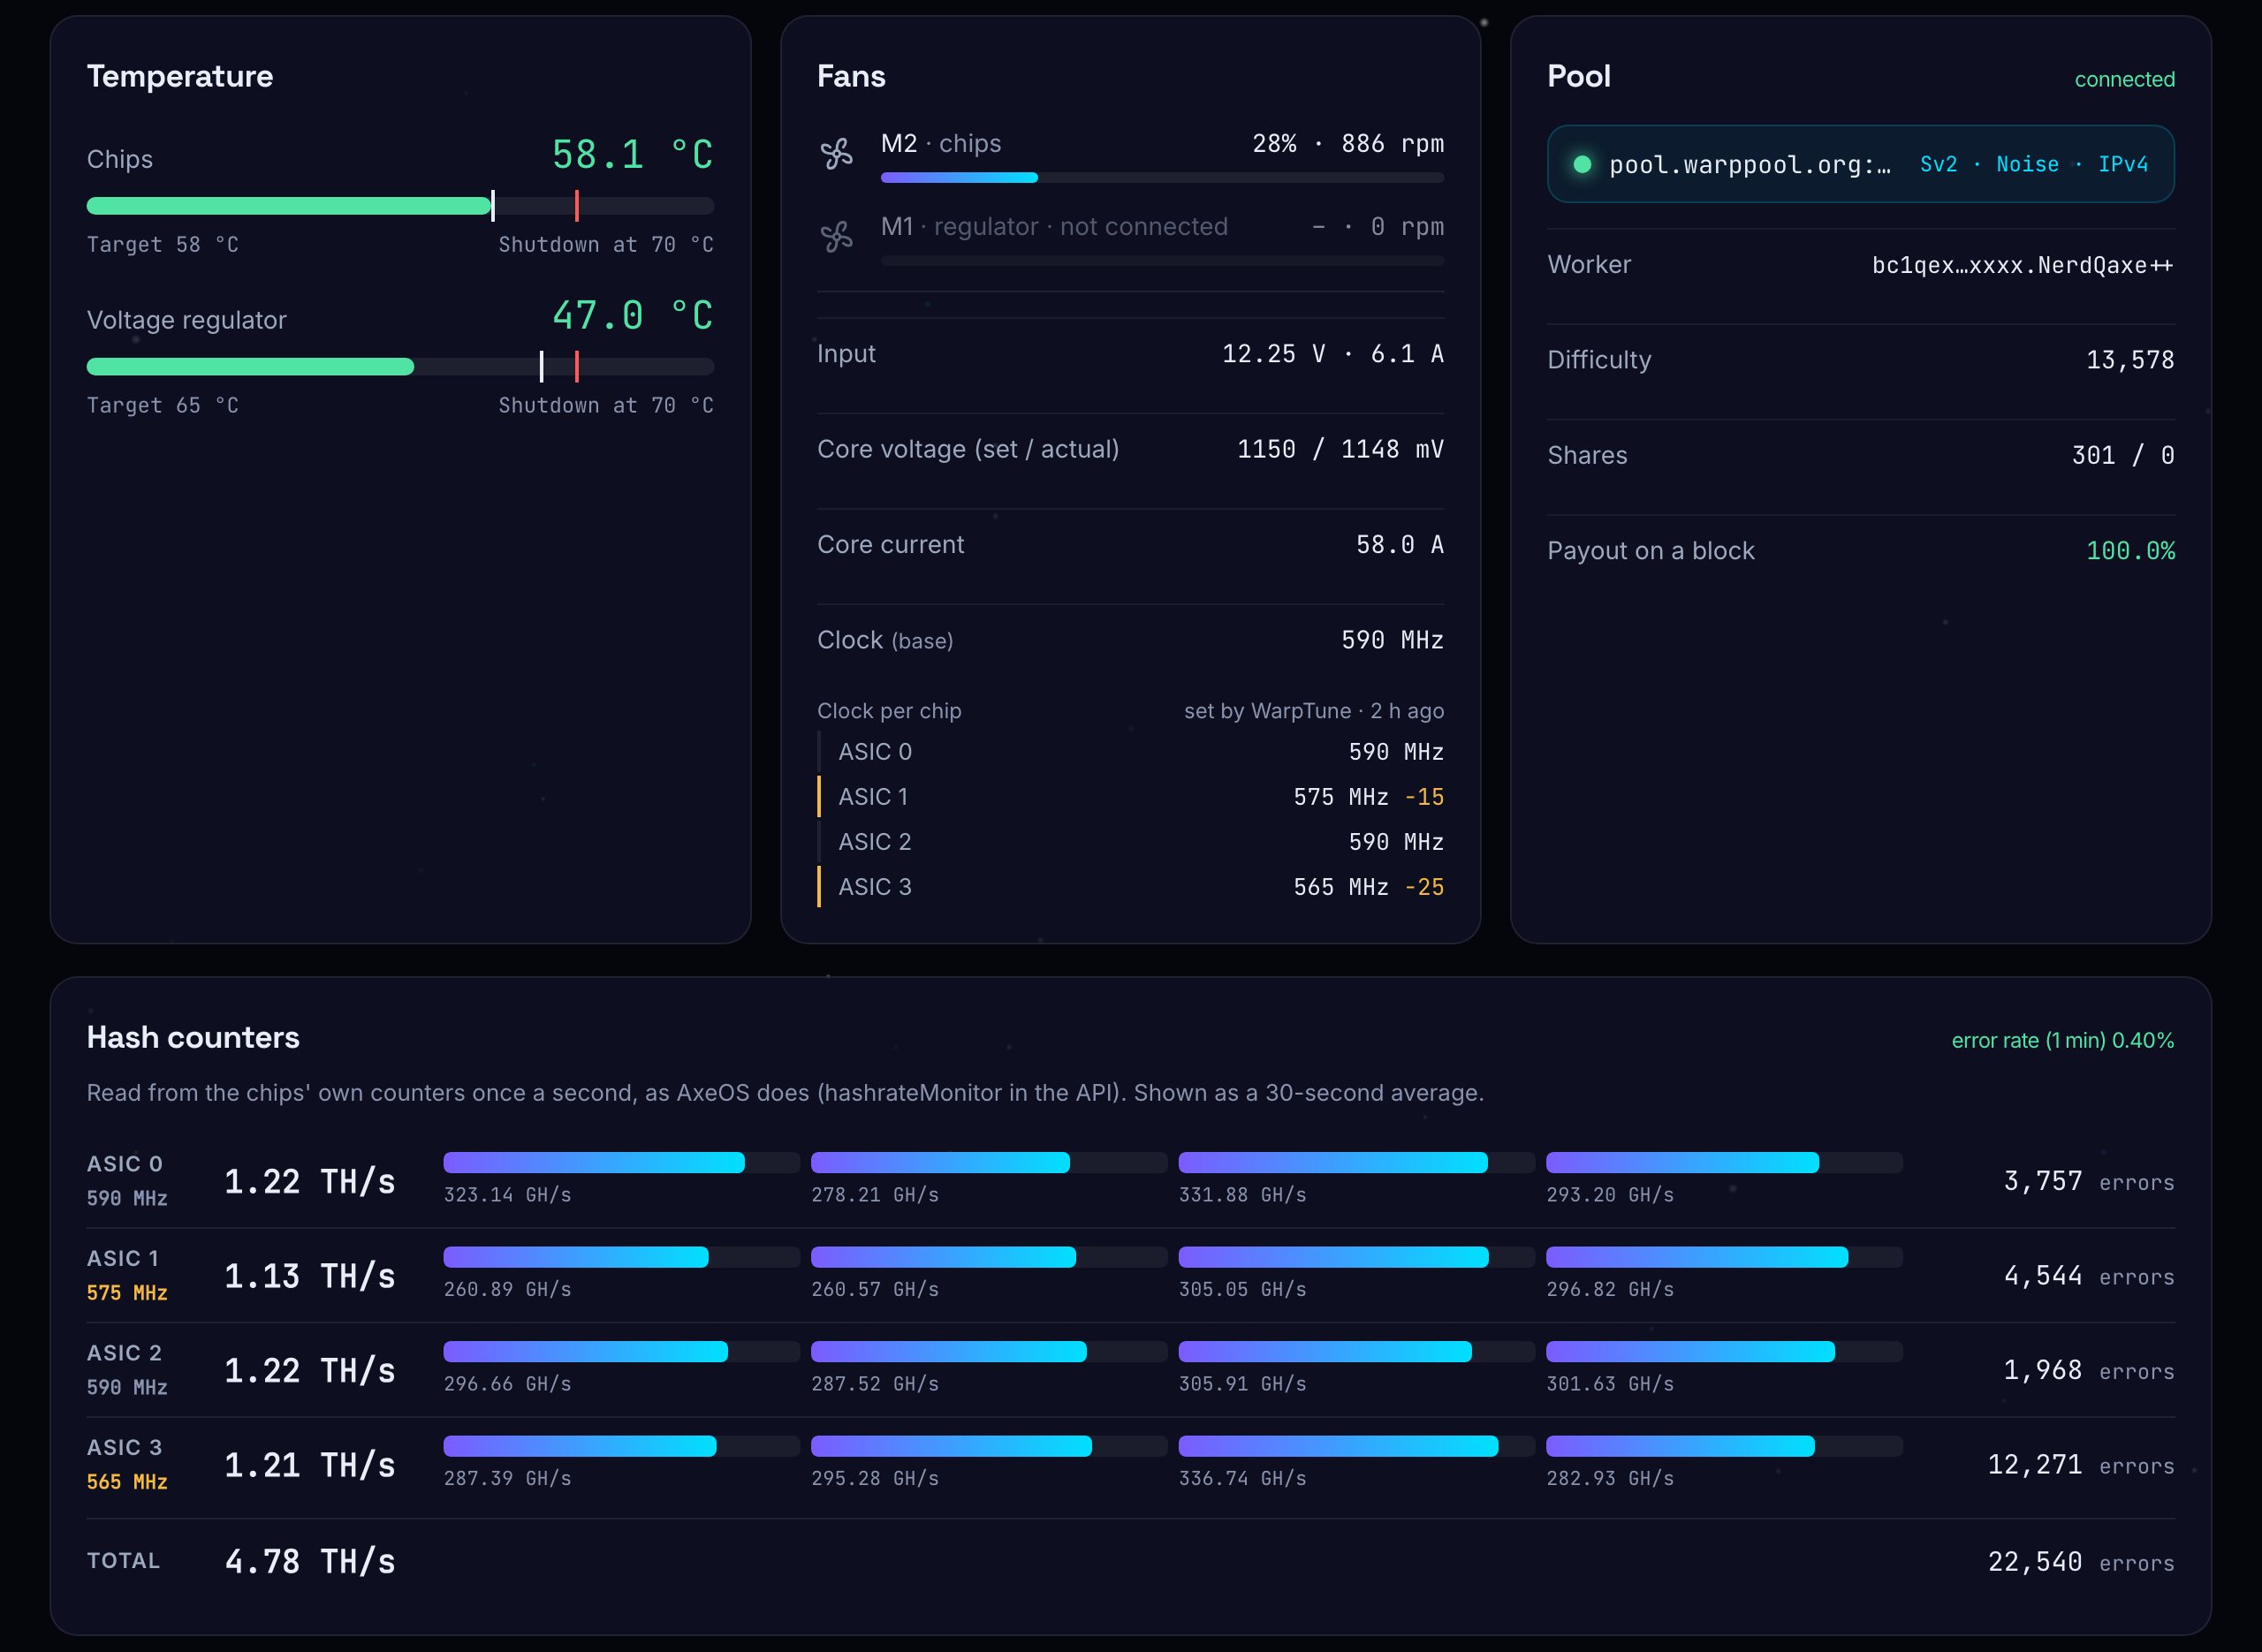 Temperature
Chips 58.1 °C
Target 58 °C Shutdown at 70 °C
Voltage regulator 47.0 °C
Target 65 °C Shutdown at 70 °C
Fans
M2 · chips 28% · 886 rpm
M1 · regulator · not connected – · 0 rpm
Input 12.25 V · 6.1 A
Core voltage (set / actual) 1150 / 1148 mV
Core current 58.0 A
Clock (base) 590 MHz
Clock per chip set by WarpTune · 2 h ago
ASIC 0 590 MHz
ASIC 1 575 MHz -15
ASIC 2 590 MHz
ASIC 3 565 MHz -25
Pool connected
pool.warppool.org:… Sv2 · Noise · IPv4
Worker bc1qex…xxxx.NerdQaxe++
Difficulty 13,578
Shares 301 / 0
Payout on a block 100.0%
Hash counters error rate (1 min) 0.40%
Read from the chips' own counters once a second, as AxeOS does (hashrateMonitor in the API). Shown as a 30-second average.
ASIC 0 590 MHz 1.22 TH/s 323.14 GH/s 278.21 GH/s 331.88 GH/s 293.20 GH/s 3,757 errors
ASIC 1 575 MHz 1.13 TH/s 260.89 GH/s 260.57 GH/s 305.05 GH/s 296.82 GH/s 4,544 errors
ASIC 2 590 MHz 1.22 TH/s 296.66 GH/s 287.52 GH/s 305.91 GH/s 301.63 GH/s 1,968 errors
ASIC 3 565 MHz 1.21 TH/s 287.39 GH/s 295.28 GH/s 336.74 GH/s 282.93 GH/s 12,271 errors
TOTAL 4.78 TH/s 22,540 errors